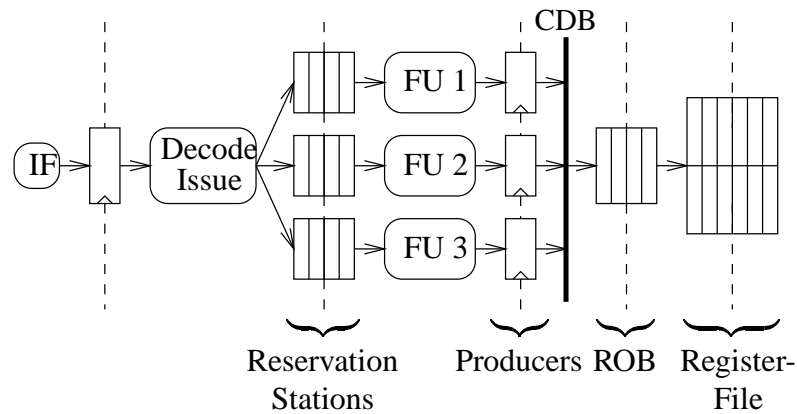 CDB
IF
Decode
Issue
FU 1
FU 2
FU 3
Reservation
Stations
Producers
ROB
Register-
File